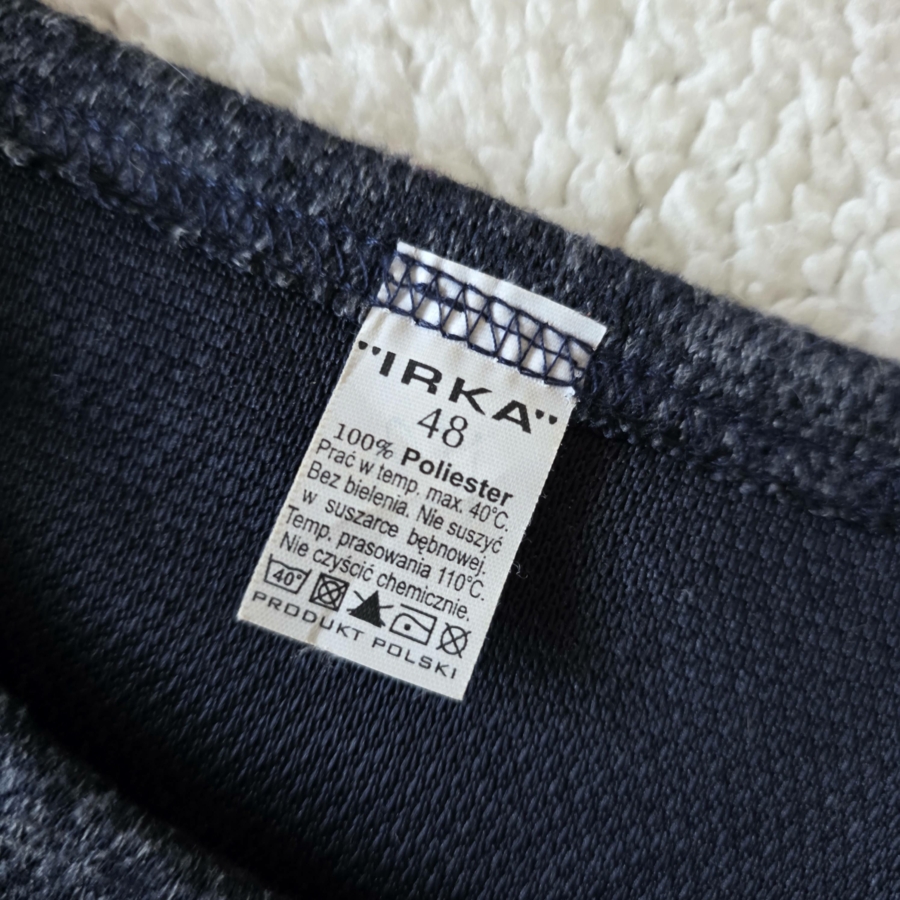 "IRKA"
48
100% Poliester
Prać w temp. max. 40°C.
Bez bielenia. Nie suszyć
w suszarce bębnowej.
Temp. prasowania 110°C.
Nie czyścić chemicznie.
40°
PRODUKT POLSKI